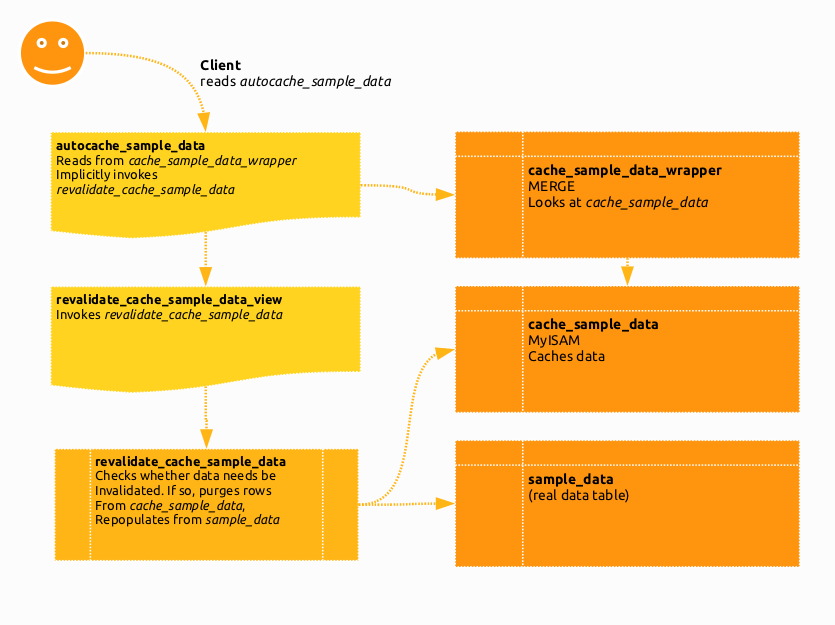 Client
reads autocache_sample_data
autocache_sample_data
Reads from cache_sample_data_wrapper
Implicitly invokes
revalidate_cache_sample_data
cache_sample_data_wrapper
MERGE
Looks at cache_sample_data
revalidate_cache_sample_data_view
Invokes revalidate_cache_sample_data
cache_sample_data
MyISAM
Caches data
revalidate_cache_sample_data
Checks whether data needs be
Invalidated. If so, purges rows
From cache_sample_data,
Repopulates from sample_data
sample_data
(real data table)